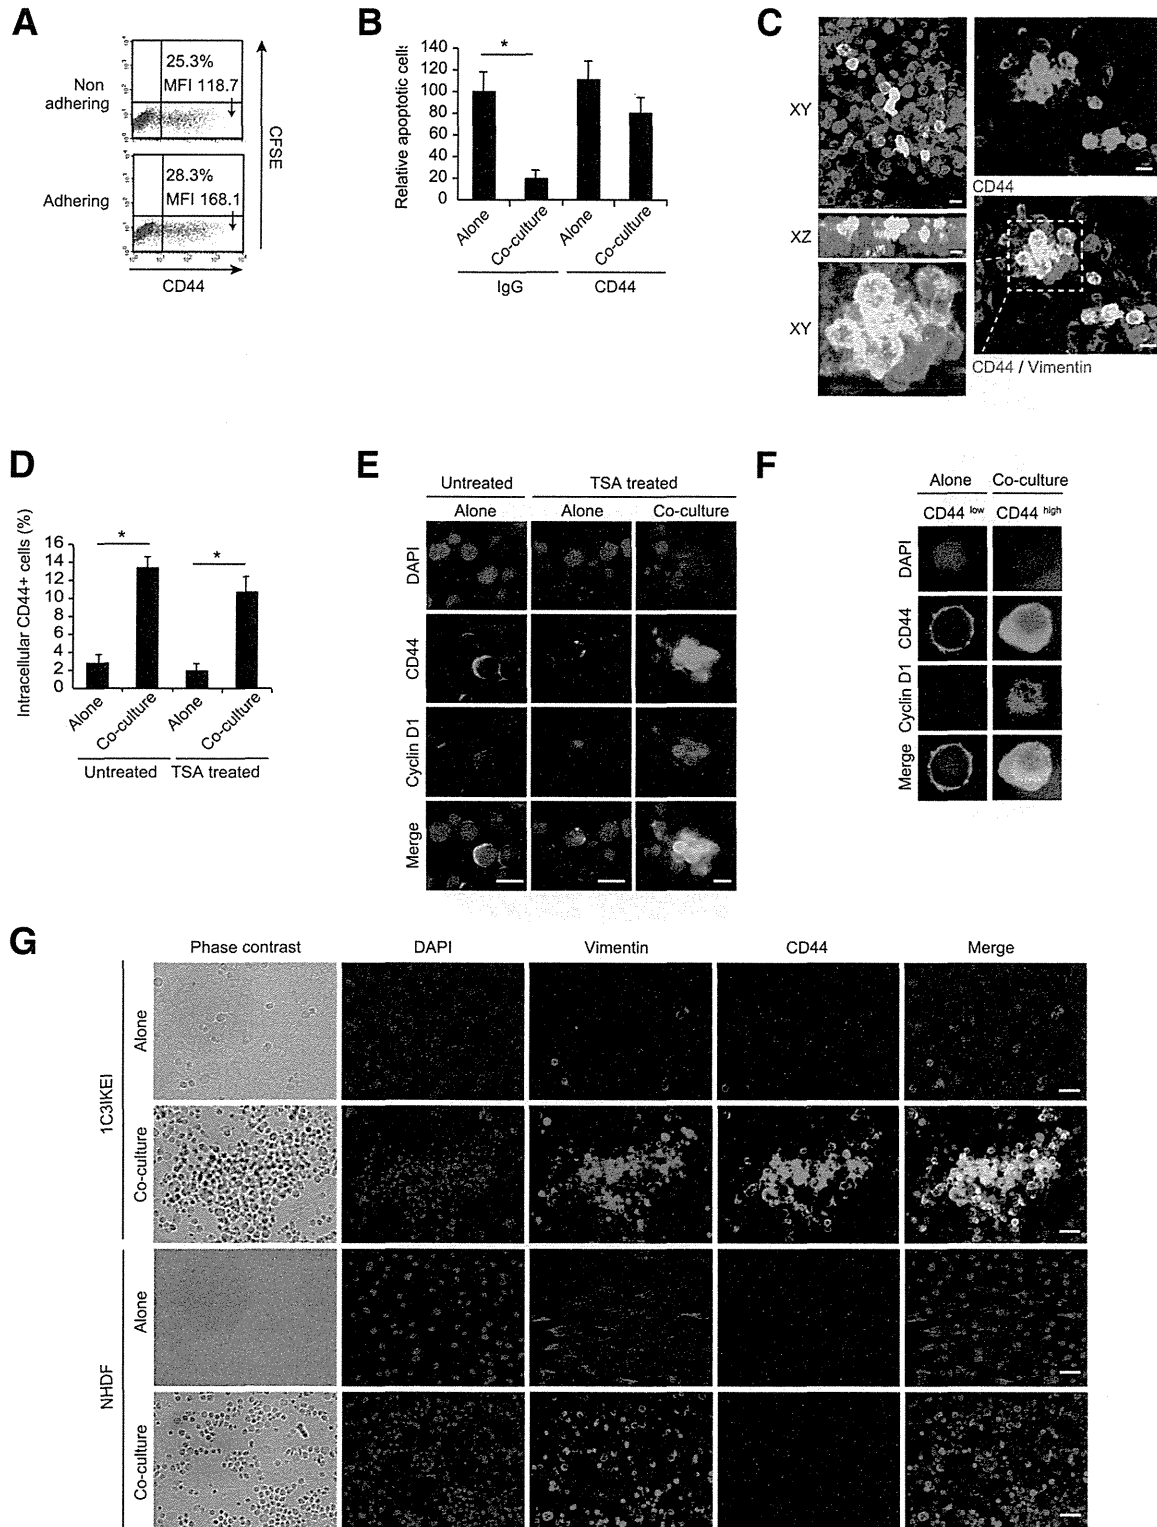 A
Non adhering
25.3%
MFI 118.7
Adhering
28.3%
MFI 168.1
CFSE
CD44
B
Relative apoptotic cells
140
120
100
80
60
40
20
0
*
Alone
Co-culture
Alone
Co-culture
IgG
CD44
C
XY
XZ
XY
CD44
CD44 / Vimentin
D
Intracellular CD44+ cells (%)
16
14
12
10
8
6
4
2
0
*
*
Alone
Co-culture
Alone
Co-culture
Untreated
TSA treated
E
Untreated
TSA treated
Alone
Alone
Co-culture
DAPI
CD44
Cyclin D1
Merge
F
Alone
Co-culture
CD44 low
CD44 high
DAPI
CD44
Cyclin D1
Merge
G
Phase contrast
DAPI
Vimentin
CD44
Merge
1C3IKEI
Alone
Co-culture
NHDF
Alone
Co-culture